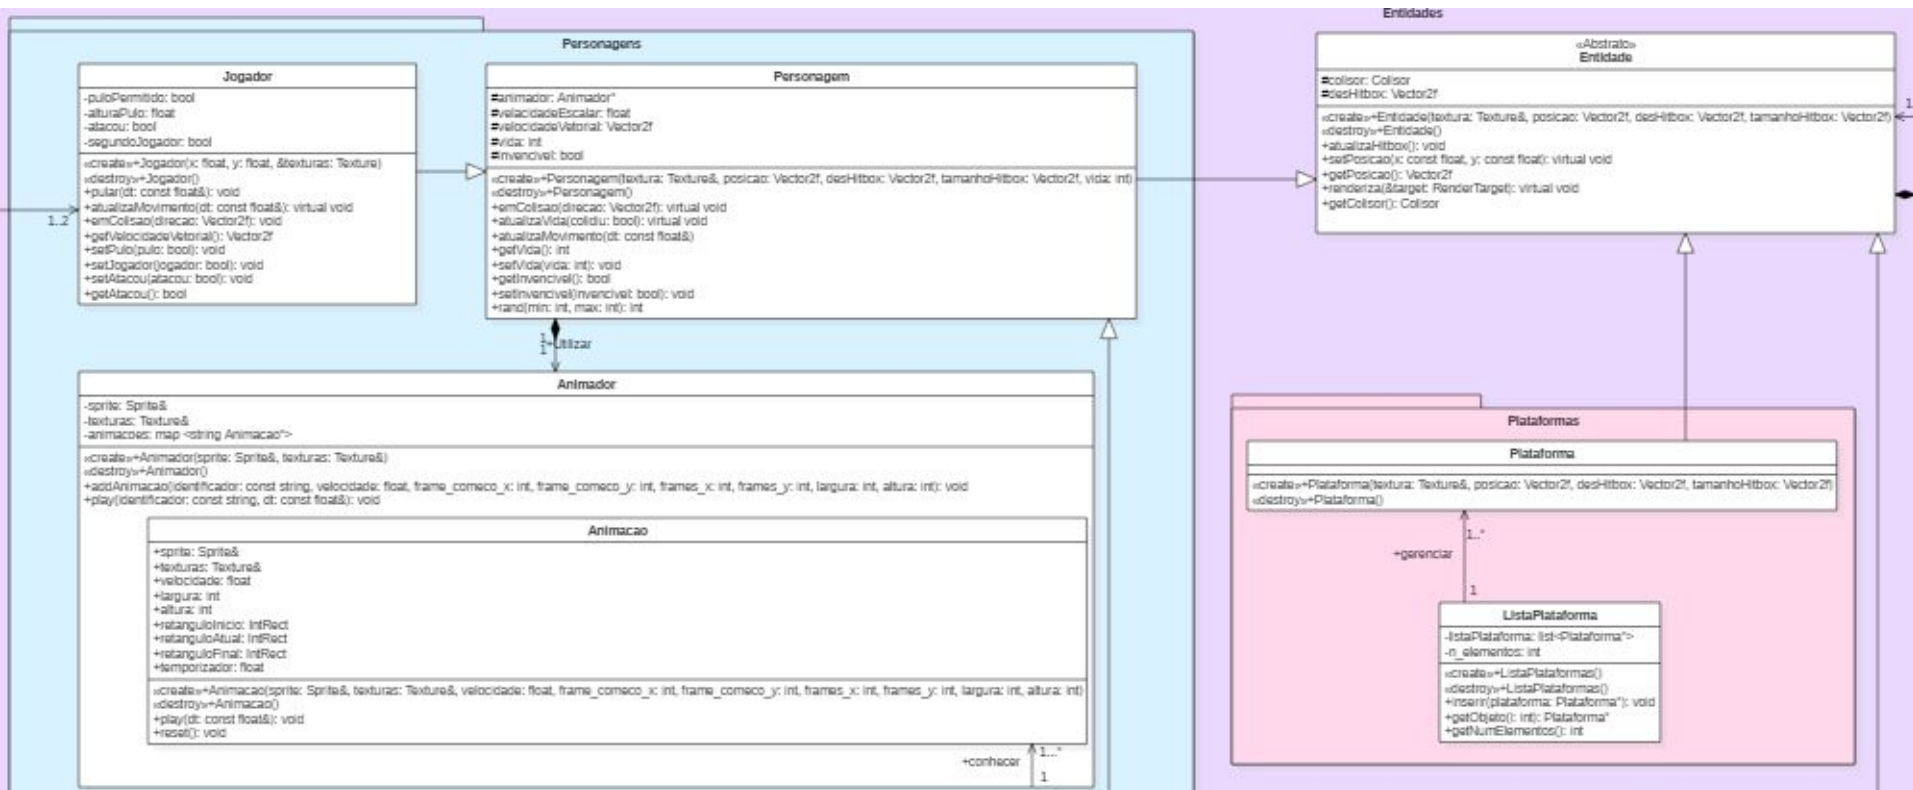 Entidades
Personagens
Jogador
-puloPermitido: bool
-alturaPulo: float
-atacou: bool
-segundoJogador: bool
«create»+Jogador(x: float, y: float, &texturas: Texture)
«destroy»+Jogador()
+pular(dt: const float&): void
+atualizaMovimento(dt: const float&): virtual void
+emColisao(direcao: Vector2f): void
+getVelocidadeVetorial(): Vector2f
+setPulo(pulo: bool): void
+setJogador(jogador: bool): void
+setAtacou(atacou: bool): void
+getAtacou(): bool
1..2
Personagem
#animador: Animador*
#velacidadeEscalar: float
#velocidadeVetorial: Vector2f
#vida: int
#invencivel: bool
«create»+Personagem(textura: Texture&, posicao: Vector2f, desHitbox: Vector2f, tamanhoHitbox: Vector2f, vida: int)
«destroy»+Personagem()
+emColisao(direcao: Vector2f): virtual void
+atualizaVida(colidiu: bool): virtual void
+atualizaMovimento(dt: const float&)
+getVida(): int
+setVida(vida: int): void
+getInvencivel(): bool
+setInvencivel(invencivel: bool): void
+rand(min: int, max: int): int
1
1
+Utilizar
Animador
-sprite: Sprite&
-texturas: Texture&
-animacoes: map <string Animacao*>
«create»+Animador(sprite: Sprite&, texturas: Texture&)
«destroy»+Animador()
+addAnimacao(identificador: const string, velocidade: float, frame_comeco_x: int, frame_comeco_y: int, frames_x: int, frames_y: int, largura: int, altura: int): void
+play(identificador: const string, dt: const float&): void
Animacao
+sprite: Sprite&
+texturas: Texture&
+velocidade: float
+largura: int
+altura: int
+retanguloInicio: IntRect
+retanguloAtual: IntRect
+retanguloFinal: IntRect
+temporizador: float
«create»+Animacao(sprite: Sprite&, texturas: Texture&, velocidade: float, frame_comeco_x: int, frame_comeco_y: int, frames_x: int, frames_y: int, largura: int, altura: int)
«destroy»+Animacao()
+play(dt: const float&): void
+reset(): void
1...*
+conhecer
1
«Abstrato»
Entidade
#colisor: Colisor
#desHitbox: Vector2f
«create»+Entidade(textura: Texture&, posicao: Vector2f, desHitbox: Vector2f, tamanhoHitbox: Vector2f)
«destroy»+Entidade()
+atualizaHitbox(): void
+setPosicao(x: const float, y: const float): virtual void
+getPosicao(): Vector2f
+renderiza(&target: RenderTarget): virtual void
+getColisor(): Colisor
Plataformas
Plataforma
«create»+Plataforma(textura: Texture&, posicao: Vector2f, desHitbox: Vector2f, tamanhoHitbox: Vector2f)
«destroy»+Plataforma()
1..*
+gerenciar
1
ListaPlataforma
-listaPlataforma: list<Plataforma*>
-n_elementos: int
«create»+ListaPlataformas()
«destroy»+ListaPlataformas()
+inserir(plataforma: Plataforma*): void
+getObjeto(i: int): Plataforma*
+getNumElementos(): int